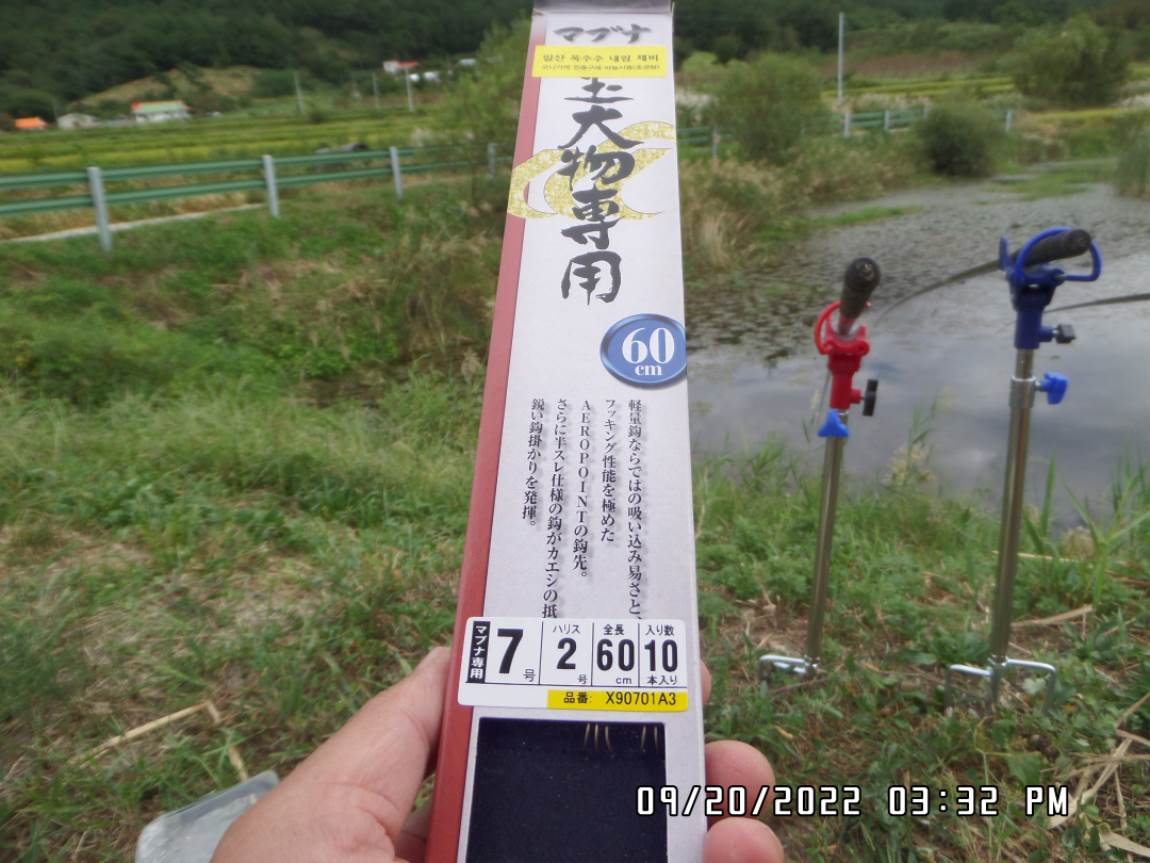 マブナ
大物専用
60
cm
軽量鈎ならではの吸い込み易さと、
フッキング性能を極めた
AEROPOINTの鈎先。
さらに半スレ仕様の鈎がカエシの抵
鋭い鈎掛かりを発揮。
マブナ専用
7号
ハリス
2号
全長
60cm
入り数
10本入り
品番: X90701A3
09/20/2022 03:32 PM